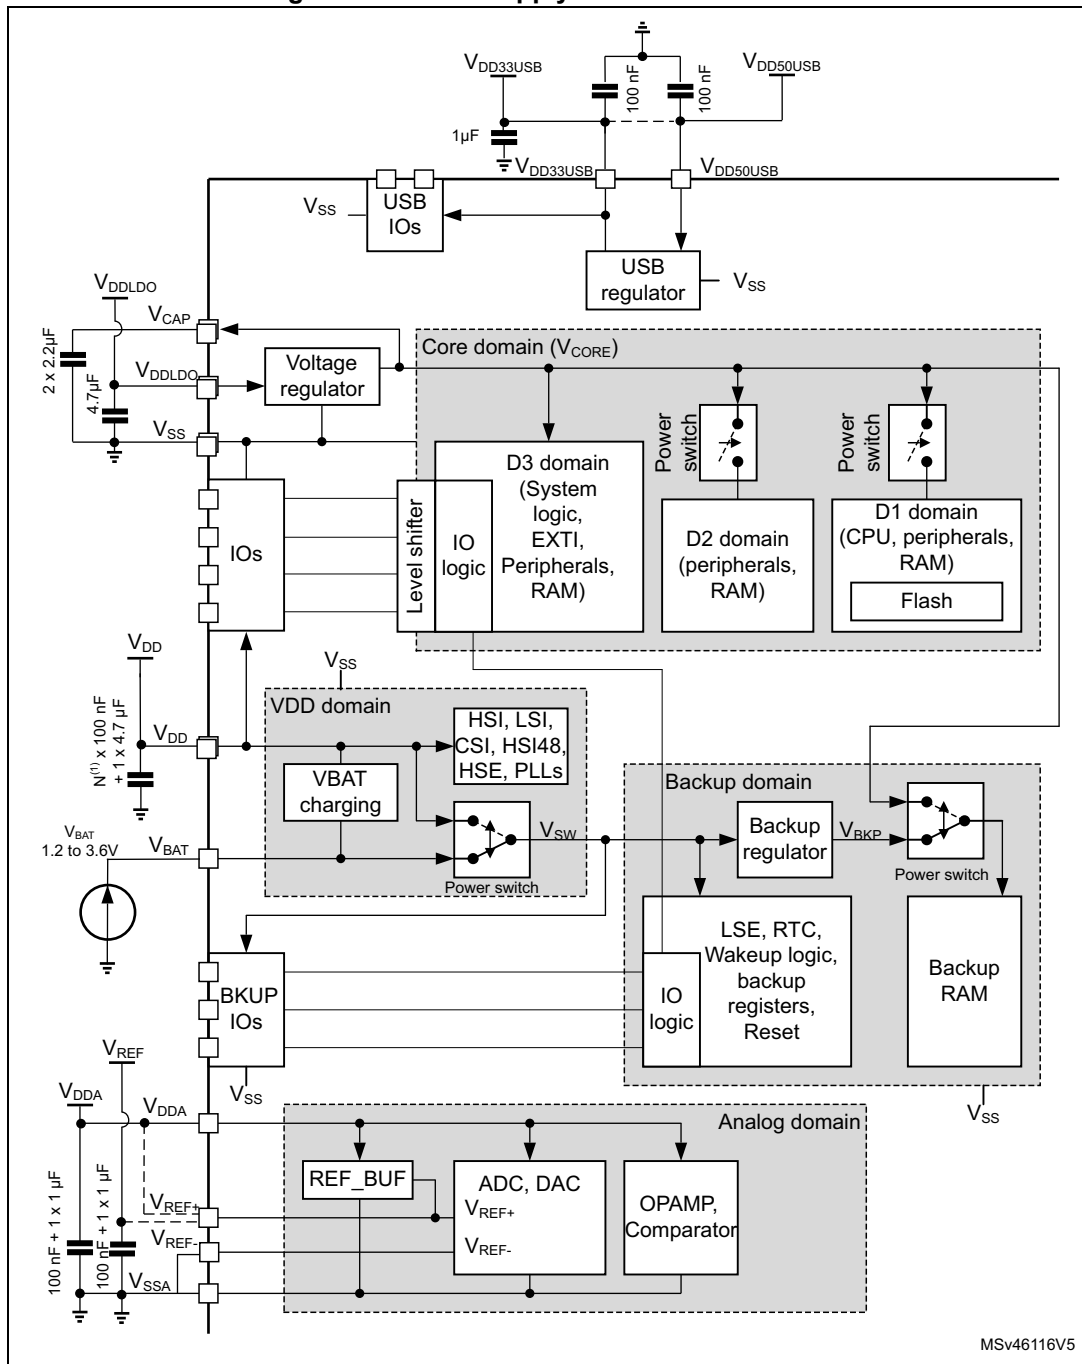 VDD33USB
100 nF
100 nF
VDD50USB
1µF
VDD33USB
VDD50USB
VSS
USB
IOs
USB
regulator
VSS
VDDLDO
VCAP
2 x 2.2µF
4.7µF
VDDLDO
VSS
Voltage
regulator
Core domain (VCORE)
Power
switch
Power
switch
D3 domain
(System
logic,
EXTI,
Peripherals,
RAM)
Level shifter
IO
logic
D2 domain
(peripherals,
RAM)
D1 domain
(CPU, peripherals,
RAM)
Flash
IOs
VDD
VSS
VDD domain
N(1) x 100 nF
+ 1 x 4.7 µF
VDD
HSI, LSI,
CSI, HSI48,
HSE, PLLs
VBAT
charging
VBAT
1.2 to 3.6V
VBAT
VSW
Power switch
Backup domain
Backup
regulator
VBKP
Power switch
LSE, RTC,
Wakeup logic,
backup
registers,
Reset
IO
logic
Backup
RAM
BKUP
IOs
VSS
VSS
VREF
VDDA
VDDA
Analog domain
REF_BUF
ADC, DAC
VREF+
VREF-
OPAMP,
Comparator
VREF+
VREF-
VSSA
100 nF + 1 x 1 µF
100 nF + 1 x 1 µF
MSv46116V5